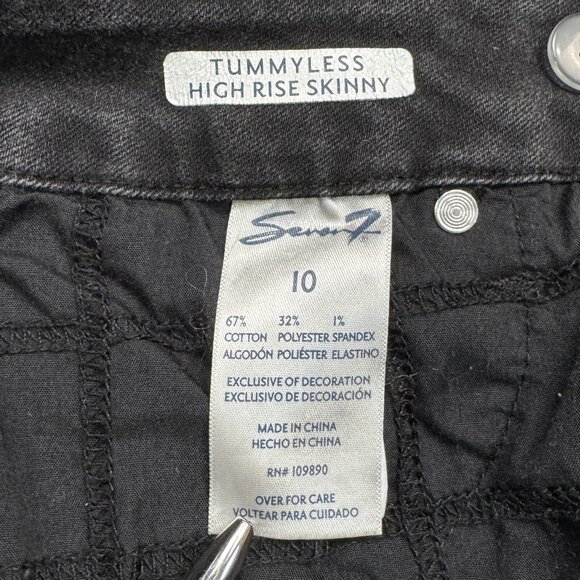 TUMMYLESS
HIGH RISE SKINNY
Seven7
10
67% 32% 1%
COTTON POLYESTER SPANDEX
ALGODÓN POLIÉSTER ELASTINO
EXCLUSIVE OF DECORATION
EXCLUSIVO DE DECORACIÓN
MADE IN CHINA
HECHO EN CHINA
RN# 109890
OVER FOR CARE
VOLTEAR PARA CUIDADO